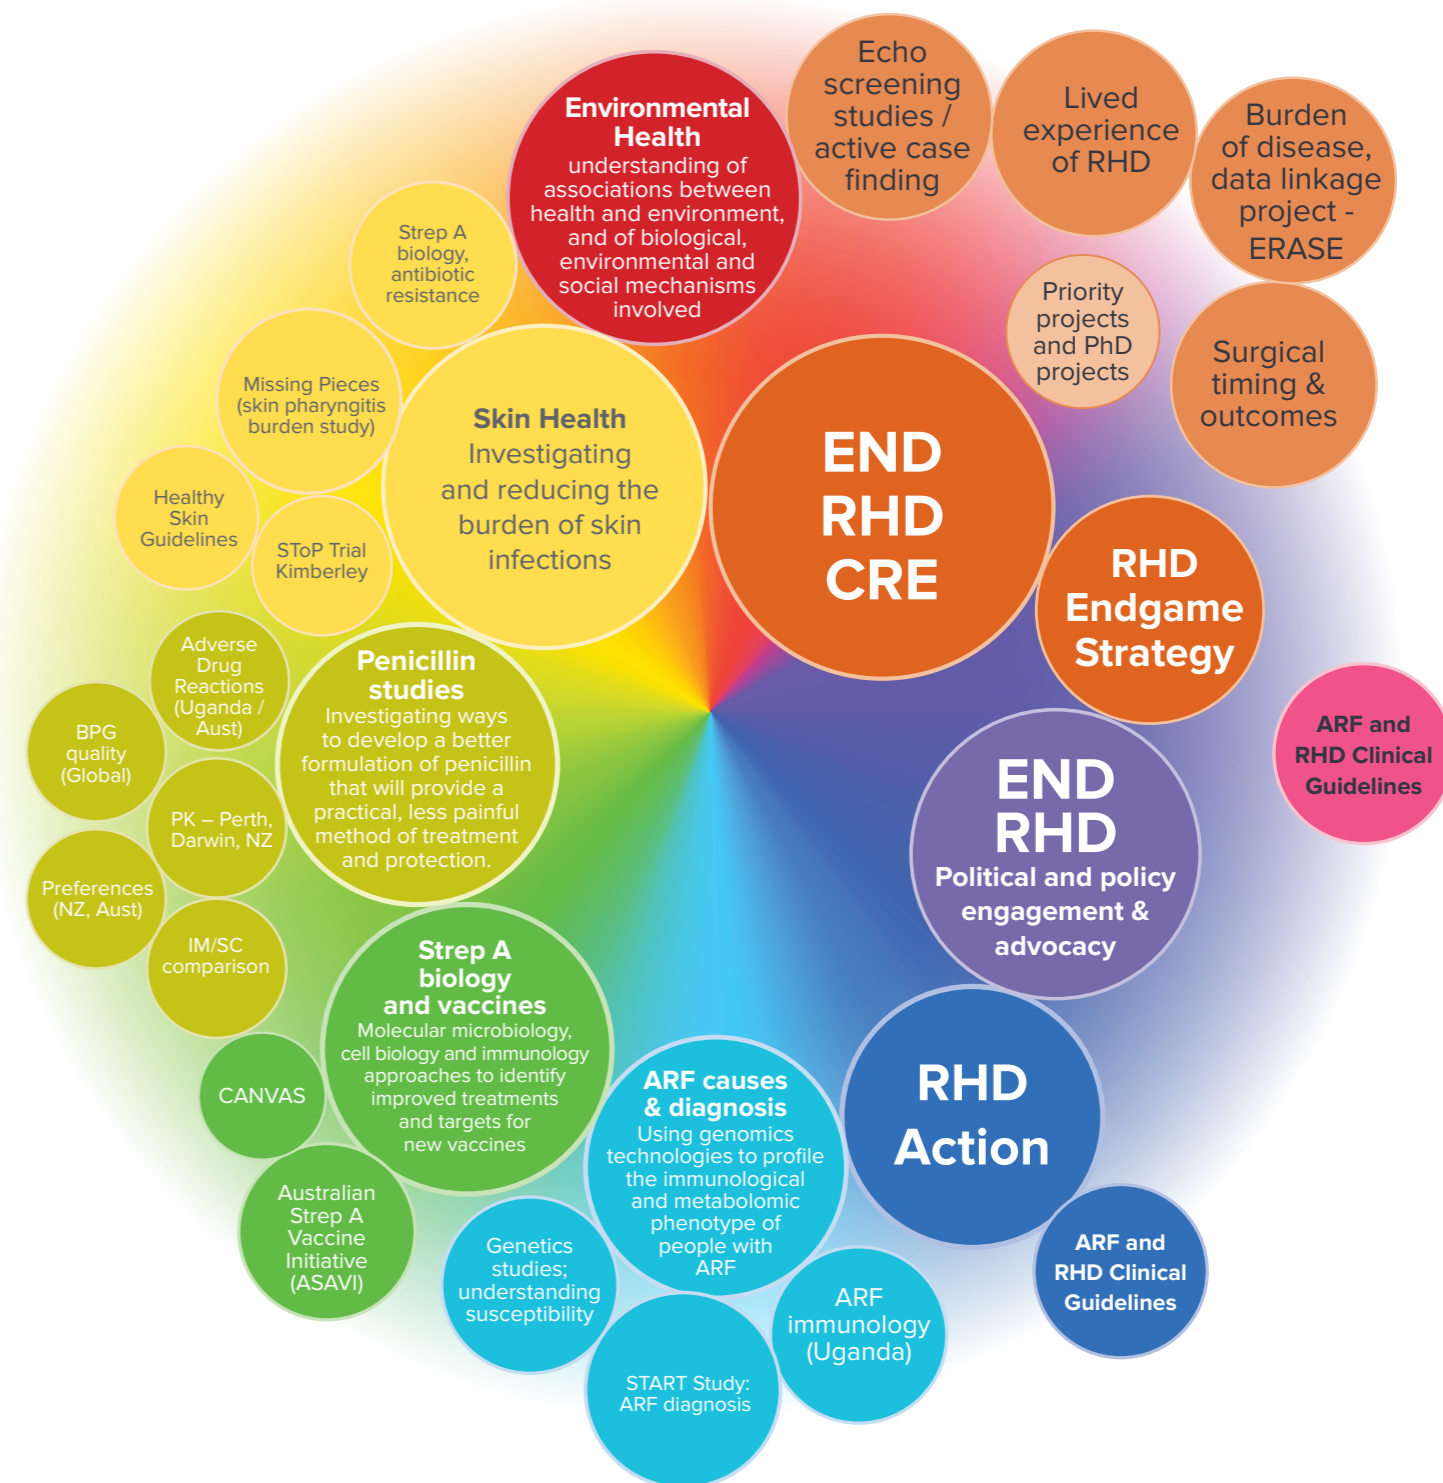 Environmental
Health
understanding of
associations between
health and environment,
and of biological,
environmental and
social mechanisms
involved
Echo
screening
studies /
active case
finding
Lived
experience
of RHD
Burden
of disease,
data linkage
project -
ERASE
Priority
projects
and PhD
projects
Surgical
timing &
outcomes
Strep A
biology,
antibiotic
resistance
Missing Pieces
(skin pharyngitis
burden study)
Healthy
Skin
Guidelines
SToP Trial
Kimberley
Skin Health
Investigating
and reducing the
burden of skin
infections
END
RHD
CRE
RHD
Endgame
Strategy
ARF and
RHD Clinical
Guidelines
Adverse
Drug
Reactions
(Uganda /
Aust)
BPG
quality
(Global)
PK – Perth,
Darwin, NZ
Preferences
(NZ, Aust)
IM/SC
comparison
Penicillin
studies
Investigating ways
to develop a better
formulation of penicillin
that will provide a
practical, less painful
method of treatment
and protection.
END
RHD
Political and policy
engagement &
advocacy
Strep A
biology
and vaccines
Molecular microbiology,
cell biology and immunology
approaches to identify
improved treatments
and targets for
new vaccines
CANVAS
Australian
Strep A
Vaccine
Initiative
(ASAVI)
ARF causes
& diagnosis
Using genomics
technologies to profile
the immunological
and metabolomic
phenotype of
people with
ARF
Genetics
studies;
understanding
susceptibility
START Study:
ARF diagnosis
ARF
immunology
(Uganda)
RHD
Action
ARF and
RHD Clinical
Guidelines